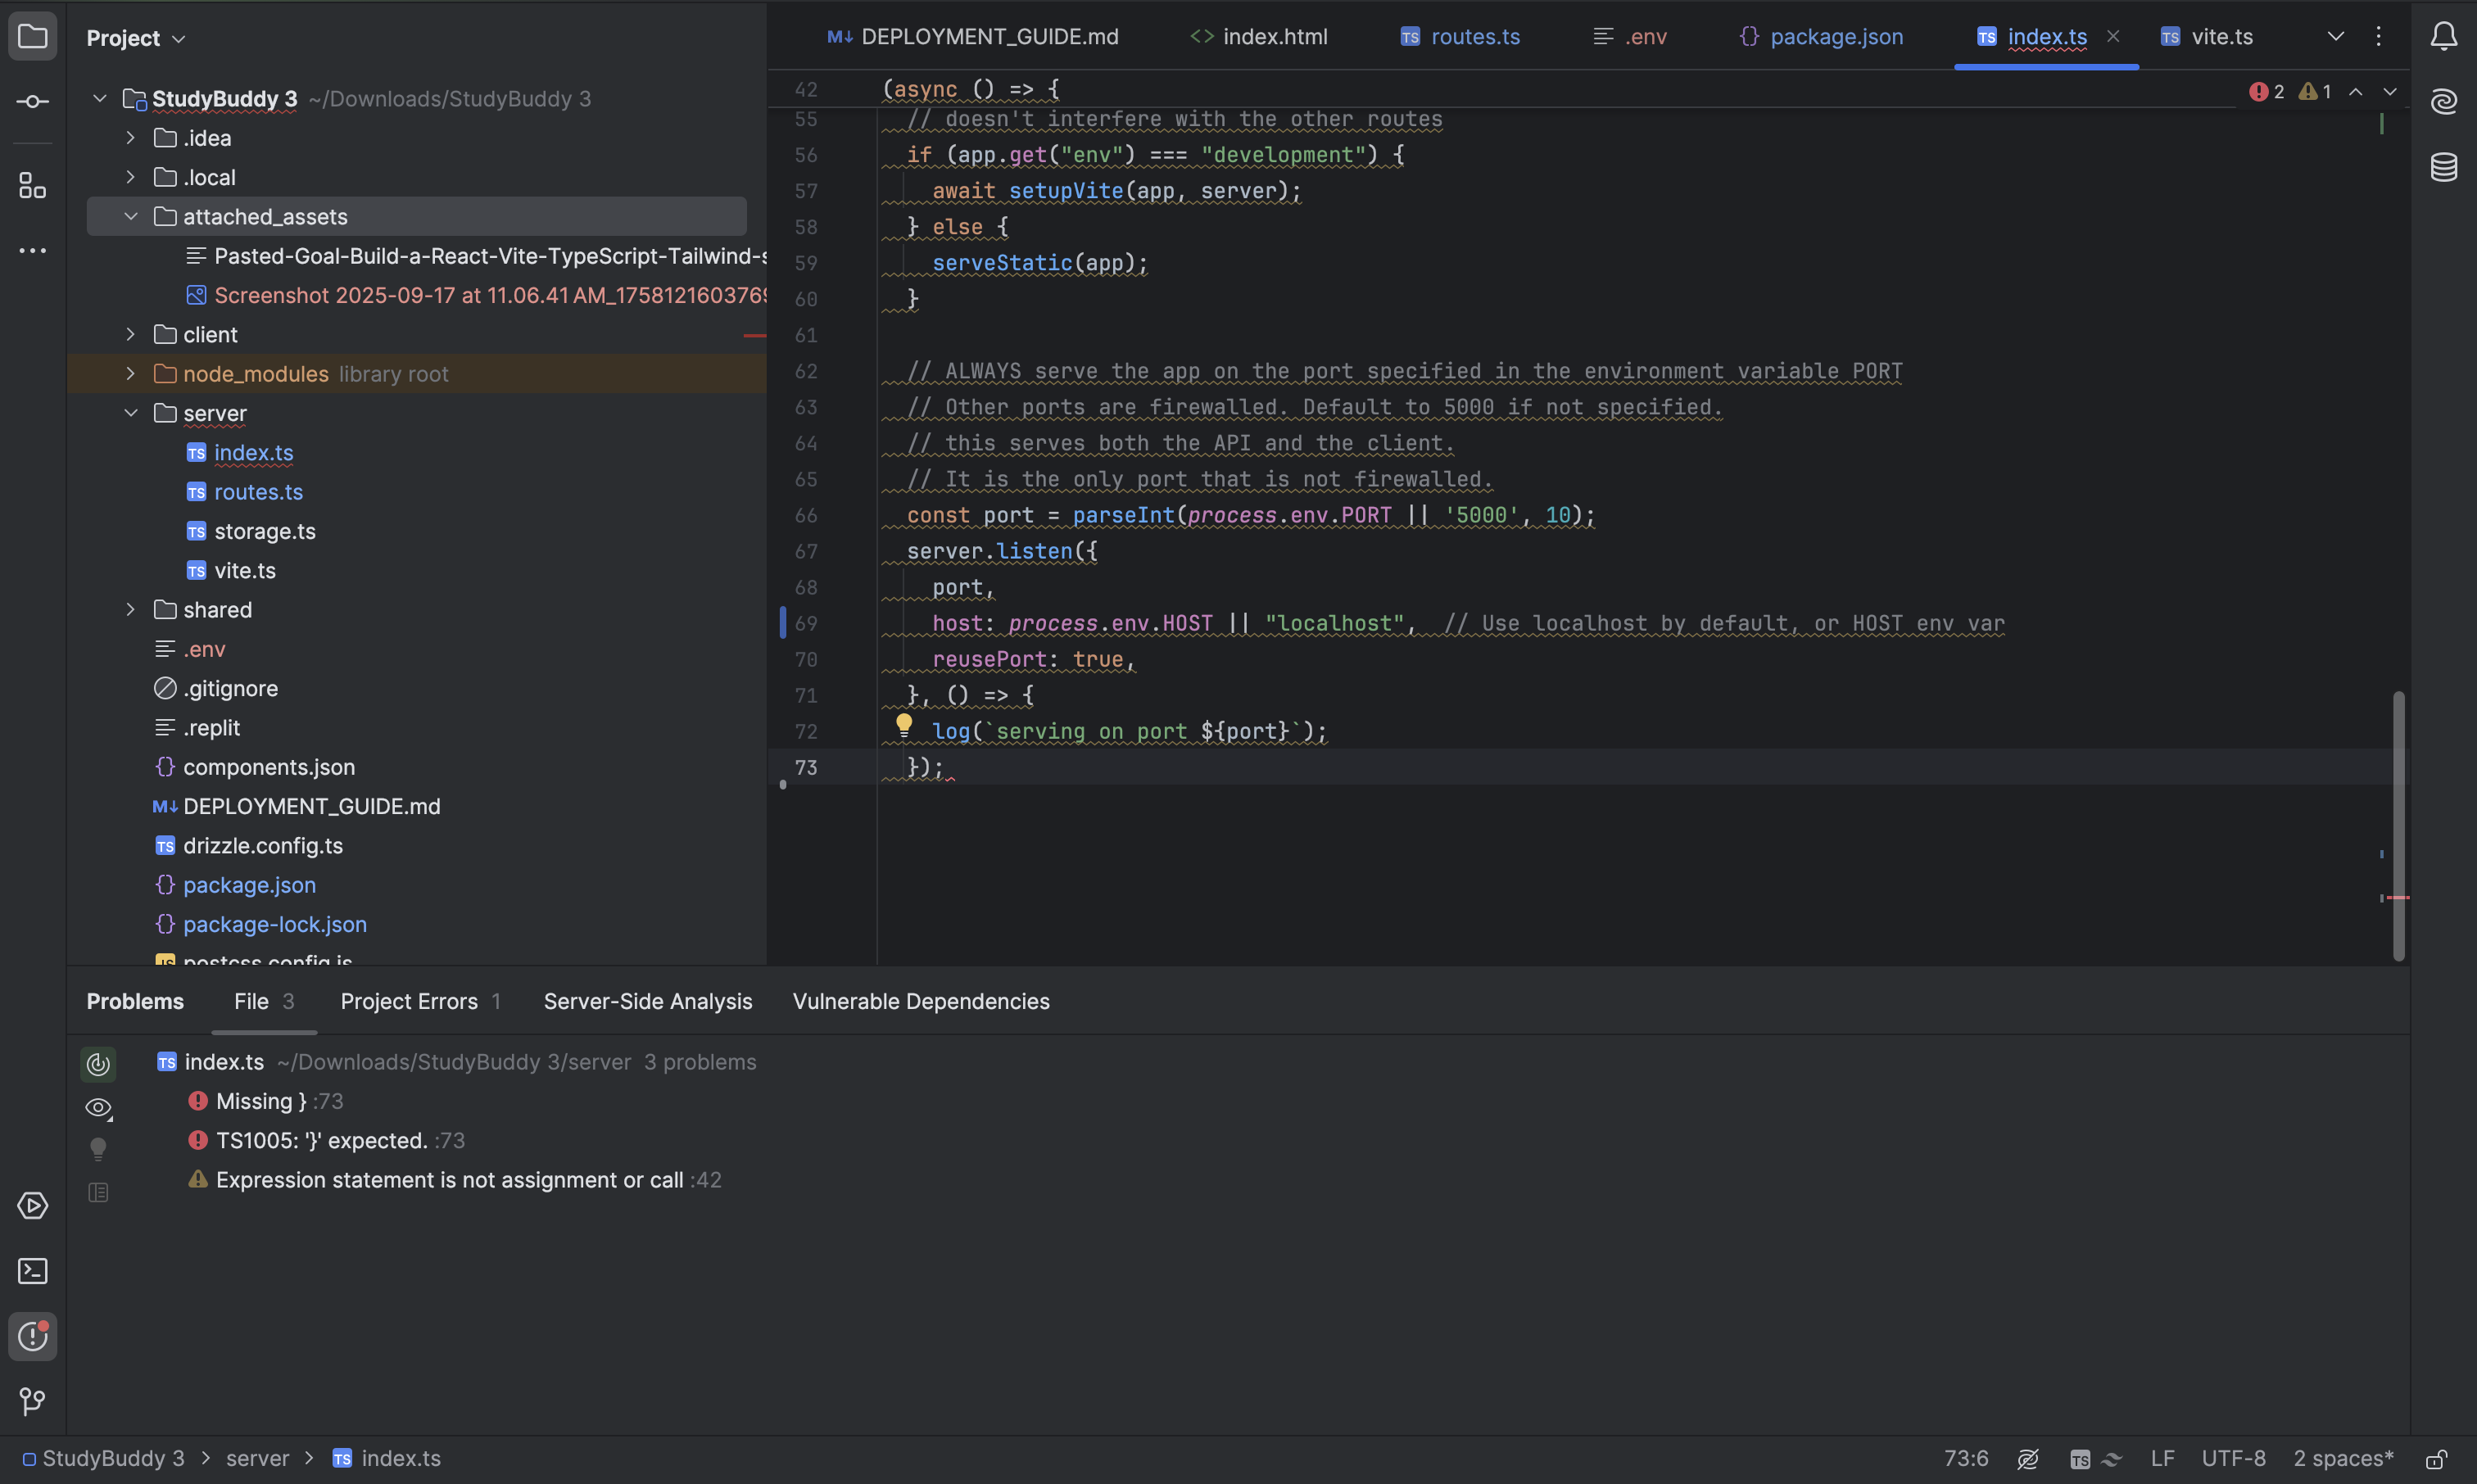 Project
StudyBuddy 3 ~/Downloads/StudyBuddy 3
.idea
.local
attached_assets
Pasted-Goal-Build-a-React-Vite-TypeScript-Tailwind-s
Screenshot 2025-09-17 at 11.06.41 AM_1758121603769
client
node_modules library root
server
index.ts
routes.ts
storage.ts
vite.ts
shared
.env
.gitignore
.replit
components.json
DEPLOYMENT_GUIDE.md
drizzle.config.ts
package.json
package-lock.json
postcss.config.js
DEPLOYMENT_GUIDE.md index.html routes.ts .env package.json index.ts vite.ts
42 (async () => { 2 1
55 // doesn't interfere with the other routes
56 if (app.get("env") === "development") {
57 await setupVite(app, server);
58 } else {
59 serveStatic(app);
60 }
61
62 // ALWAYS serve the app on the port specified in the environment variable PORT
63 // Other ports are firewalled. Default to 5000 if not specified.
64 // this serves both the API and the client.
65 // It is the only port that is not firewalled.
66 const port = parseInt(process.env.PORT || '5000', 10);
67 server.listen({
68 port,
69 host: process.env.HOST || "localhost", // Use localhost by default, or HOST env var
70 reusePort: true,
71 }, () => {
72 log(`serving on port ${port}`);
73 });
Problems File 3 Project Errors 1 Server-Side Analysis Vulnerable Dependencies
index.ts ~/Downloads/StudyBuddy 3/server 3 problems
Missing } :73
TS1005: '}' expected. :73
Expression statement is not assignment or call :42
StudyBuddy 3 > server > index.ts 73:6 LF UTF-8 2 spaces*